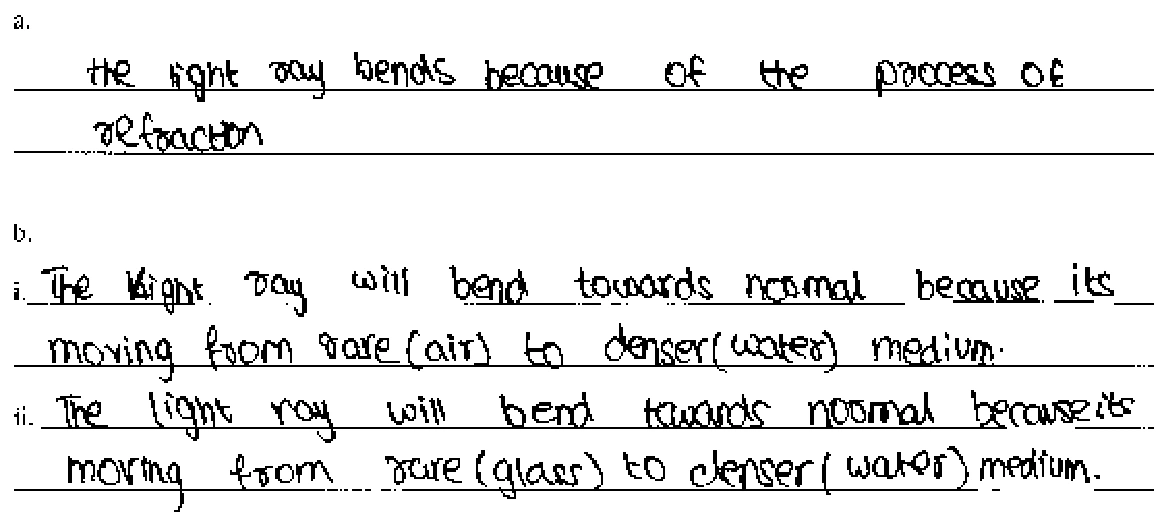 a.
the light ray bends because of the process of
refraction
b.
i. The light ray will bend towards normal because its
moving from rare (air) to denser (water) medium.
ii. The light ray will bend towards normal because its
moving from rare (glass) to denser (water) medium.